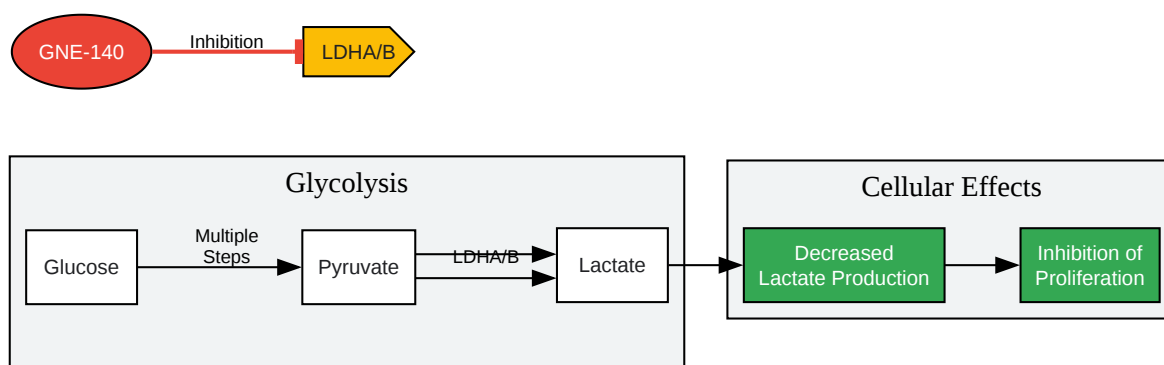 GNE-140
Inhibition
LDHA/B
Glycolysis
Glucose
Multiple
Steps
Pyruvate
LDHA/B
Lactate
Cellular Effects
Decreased
Lactate Production
Inhibition of
Proliferation